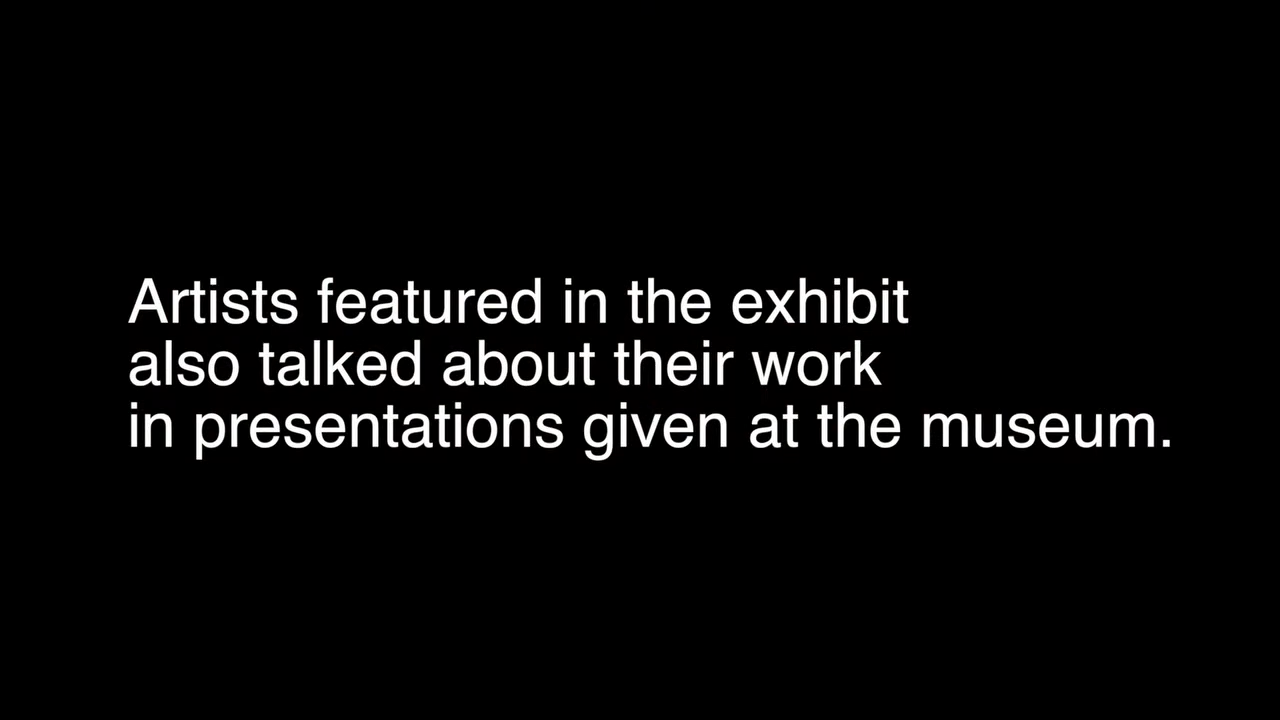 Artists featured in the exhibit
also talked about their work
in presentations given at the museum.